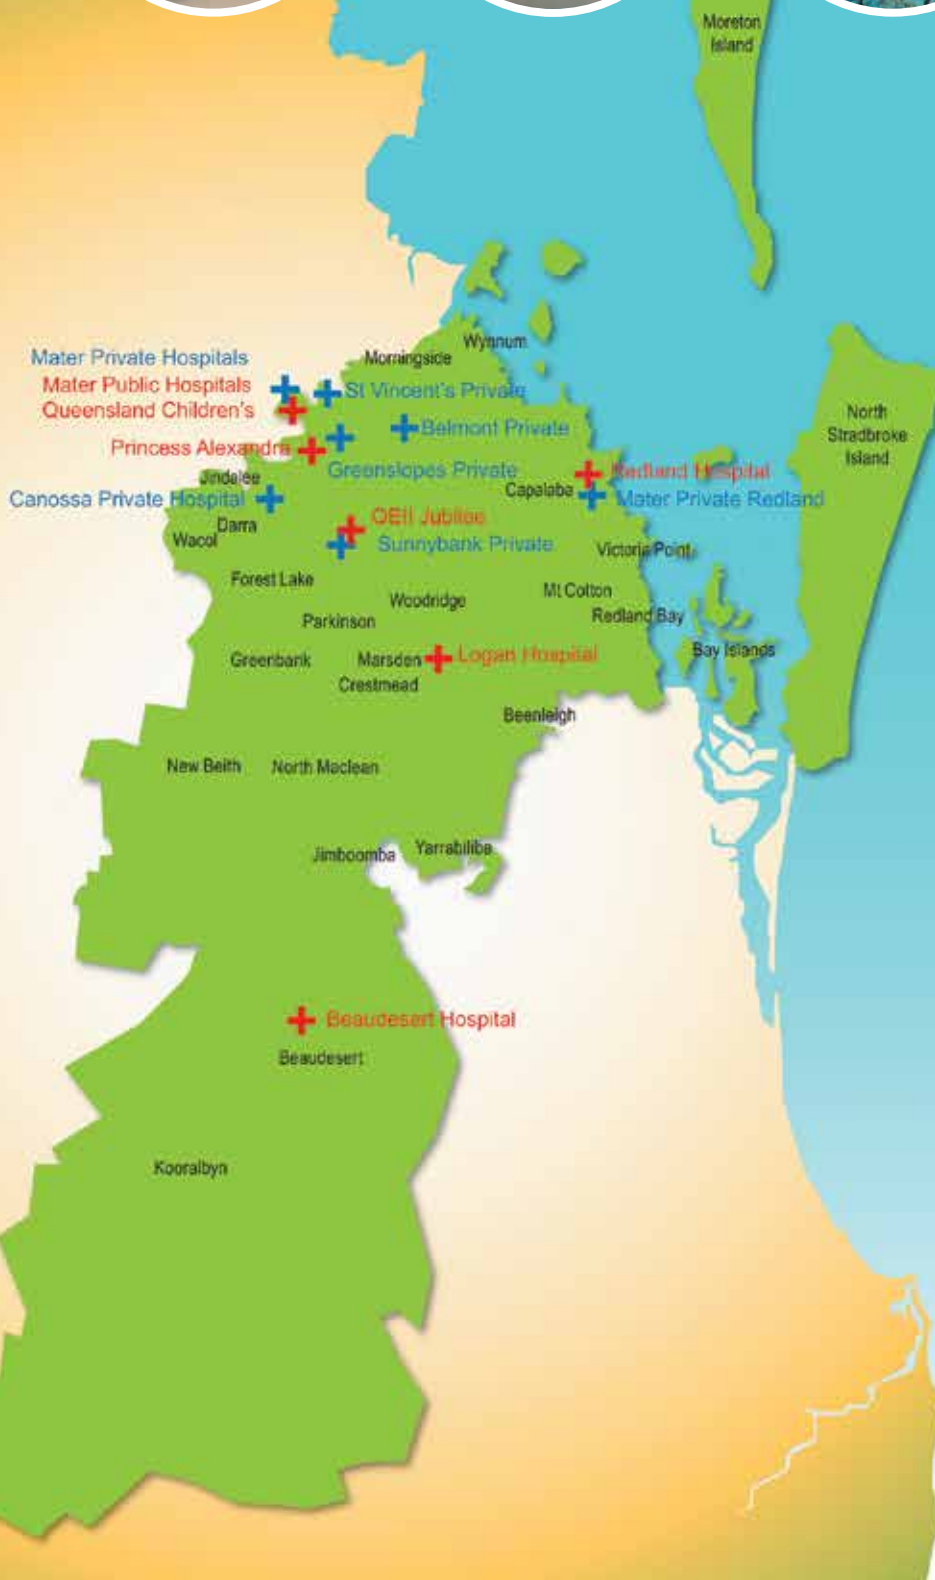 Moreton
Island
Wynnum
Morningside
Mater Private Hospitals
Mater Public Hospitals
Queensland Children's
St Vincent's Private
Belmont Private
North
Stradbroke
Island
Princess Alexandra
Greenslopes Private
Redland Hospital
Jindalee
Capalaba
Canossa Private Hospital
Mater Private Redland
Darra
Wacol
QEII Jubilee
Sunnybank Private
Victoria Point
Forest Lake
Mt Cotton
Woodridge
Redland Bay
Parkinson
Bay Islands
Greenbank
Marsden
Logan Hospital
Crestmead
Beenleigh
New Beith
North Maclean
Jimboomba
Yarrabilba
Beaudesert Hospital
Beaudesert
Kooralbyn